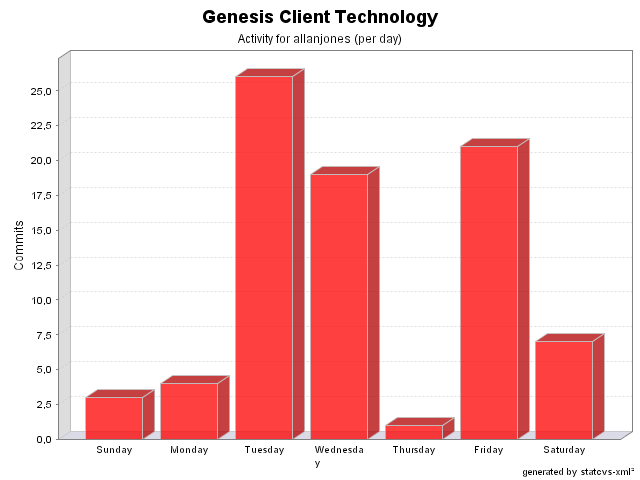 Genesis Client Technology
Activity for allanjones (per day)
Commits
25,0
22,5
20,0
17,5
15,0
12,5
10,0
7,5
5,0
2,5
0,0
Sunday Monday Tuesday Wednesda Thursday Friday Saturday
y
generated by statcvs-xml²